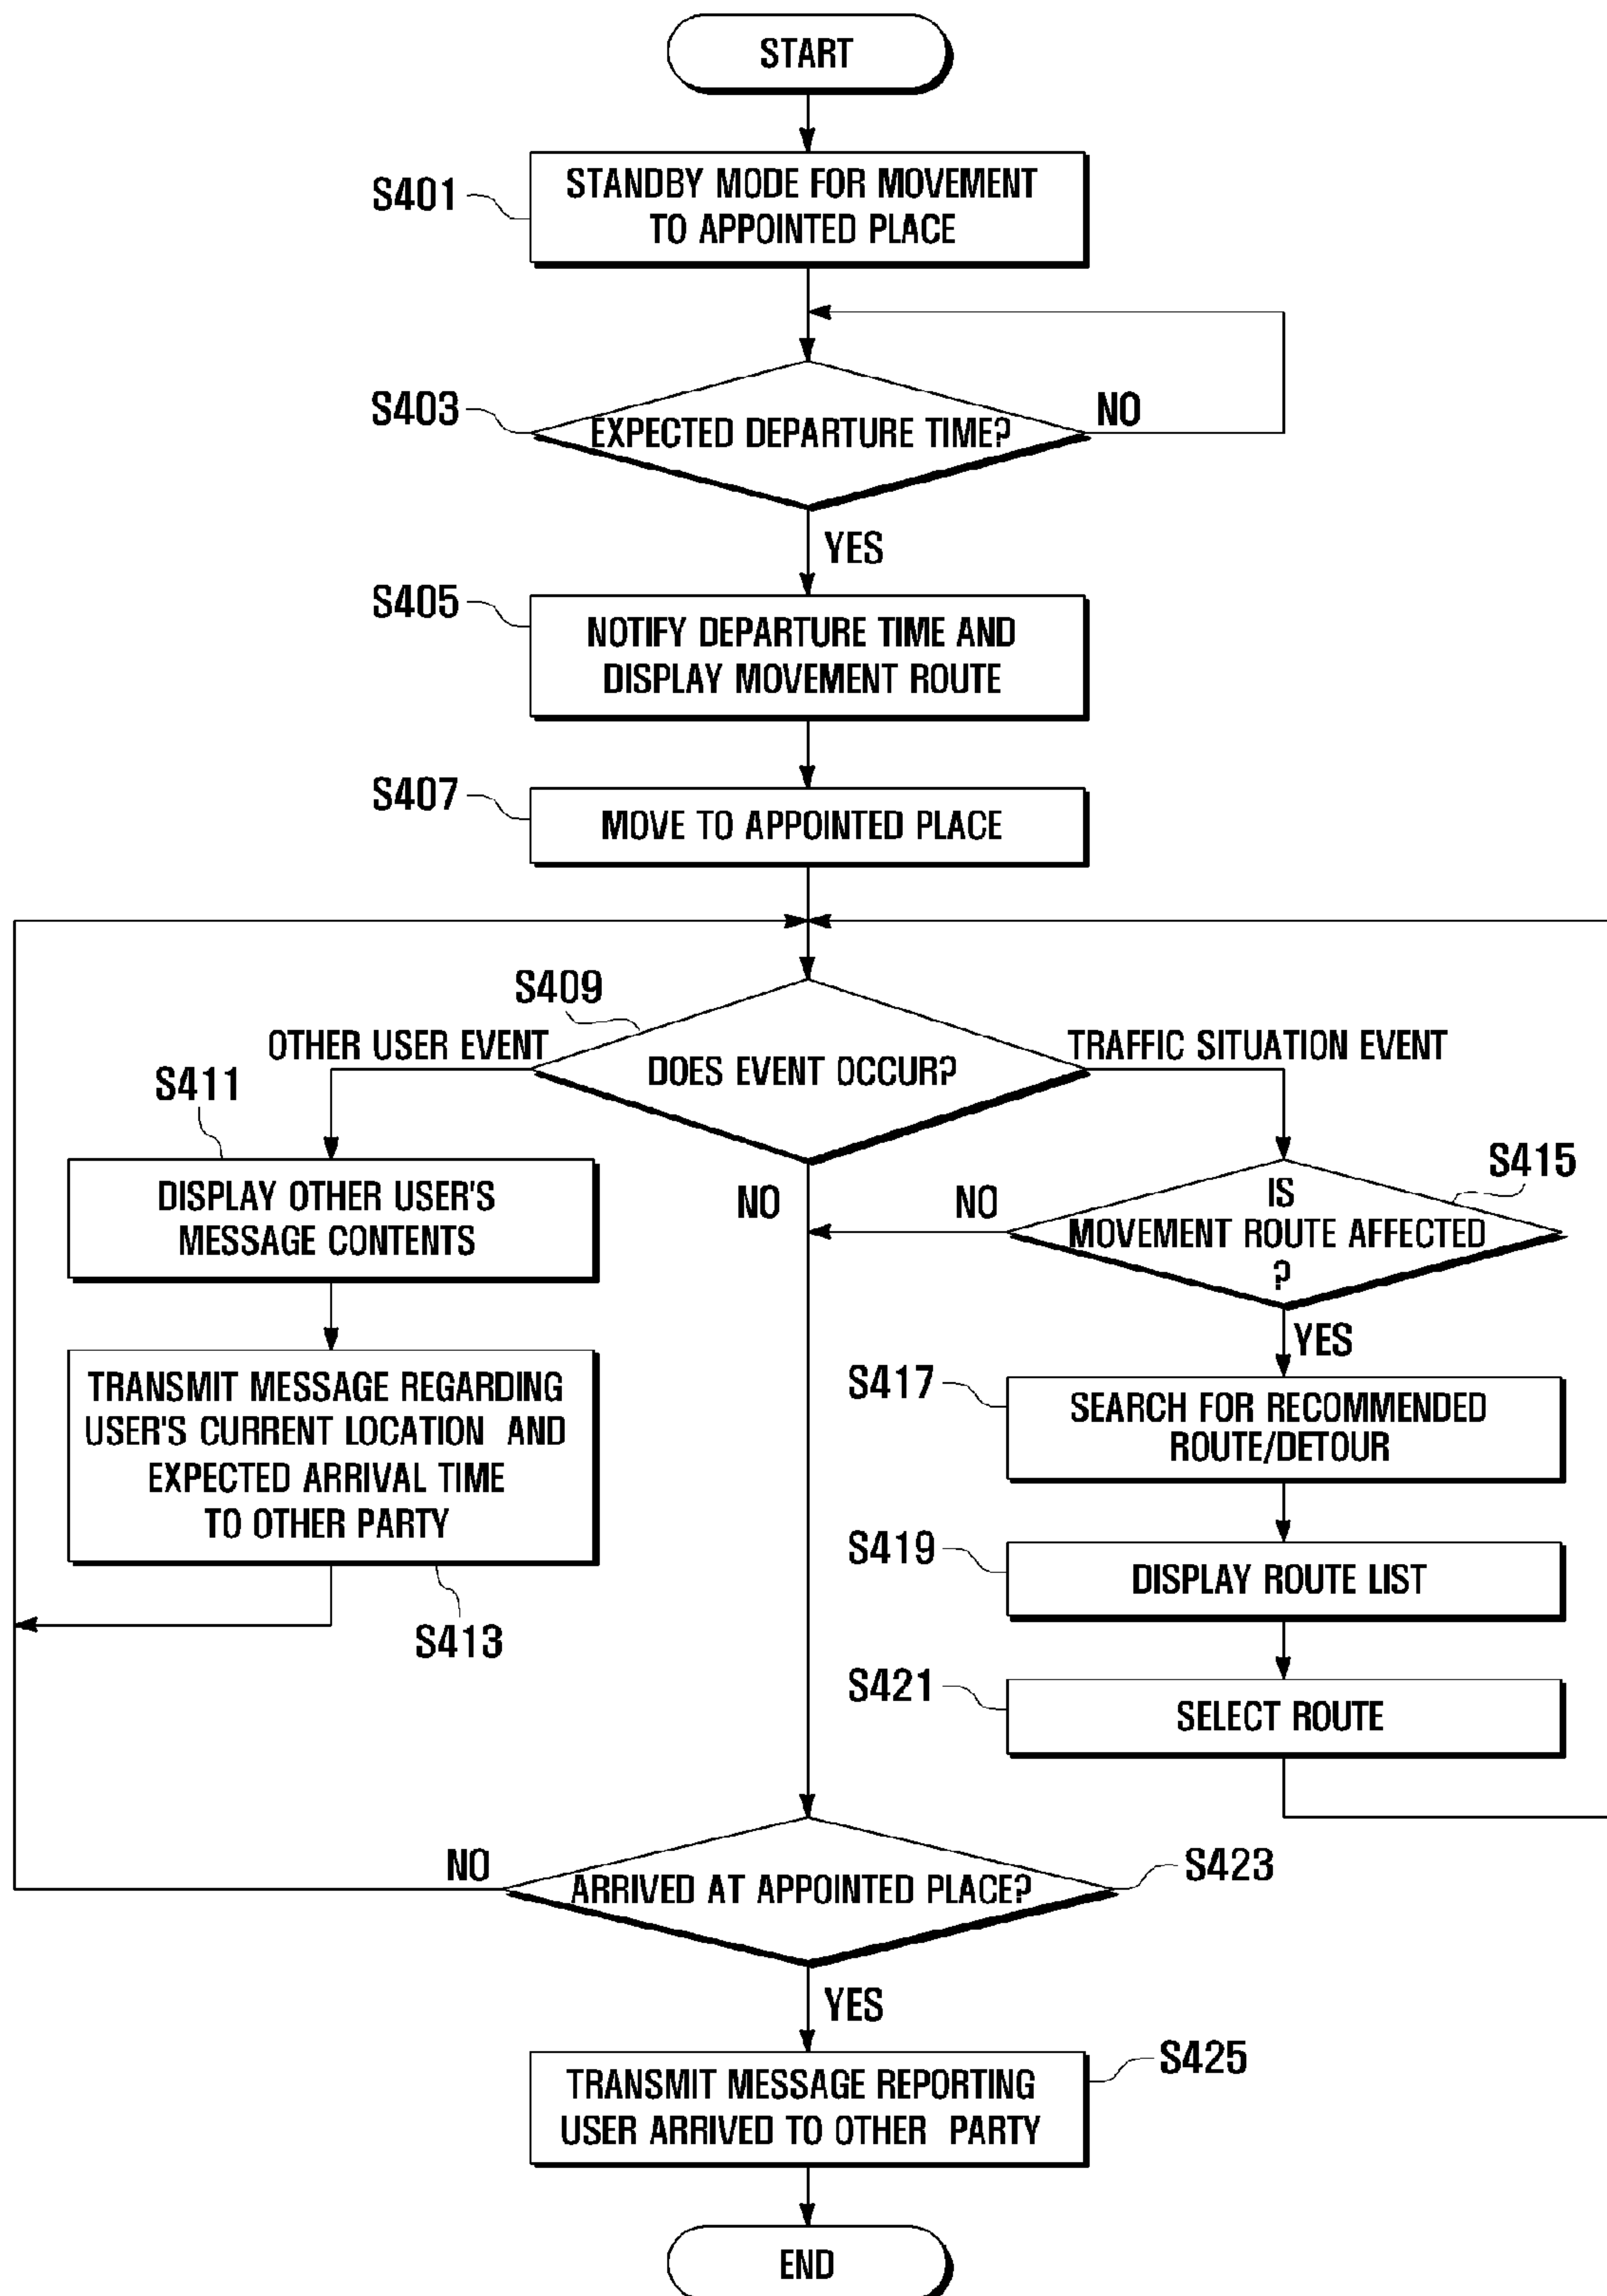 START
S401
STANDBY MODE FOR MOVEMENT
TO APPOINTED PLACE
S403
EXPECTED DEPARTURE TIME?
NO
YES
S405
NOTIFY DEPARTURE TIME AND
DISPLAY MOVEMENT ROUTE
S407
MOVE TO APPOINTED PLACE
S409
OTHER USER EVENT
DOES EVENT OCCUR?
TRAFFIC SITUATION EVENT
S411
DISPLAY OTHER USER'S
MESSAGE CONTENTS
NO
NO
S415
IS
MOVEMENT ROUTE AFFECTED
?
YES
TRANSMIT MESSAGE REGARDING
USER'S CURRENT LOCATION AND
EXPECTED ARRIVAL TIME
TO OTHER PARTY
S413
S417
SEARCH FOR RECOMMENDED
ROUTE/DETOUR
S419
DISPLAY ROUTE LIST
S421
SELECT ROUTE
NO
ARRIVED AT APPOINTED PLACE?
S423
YES
S425
TRANSMIT MESSAGE REPORTING
USER ARRIVED TO OTHER PARTY
END